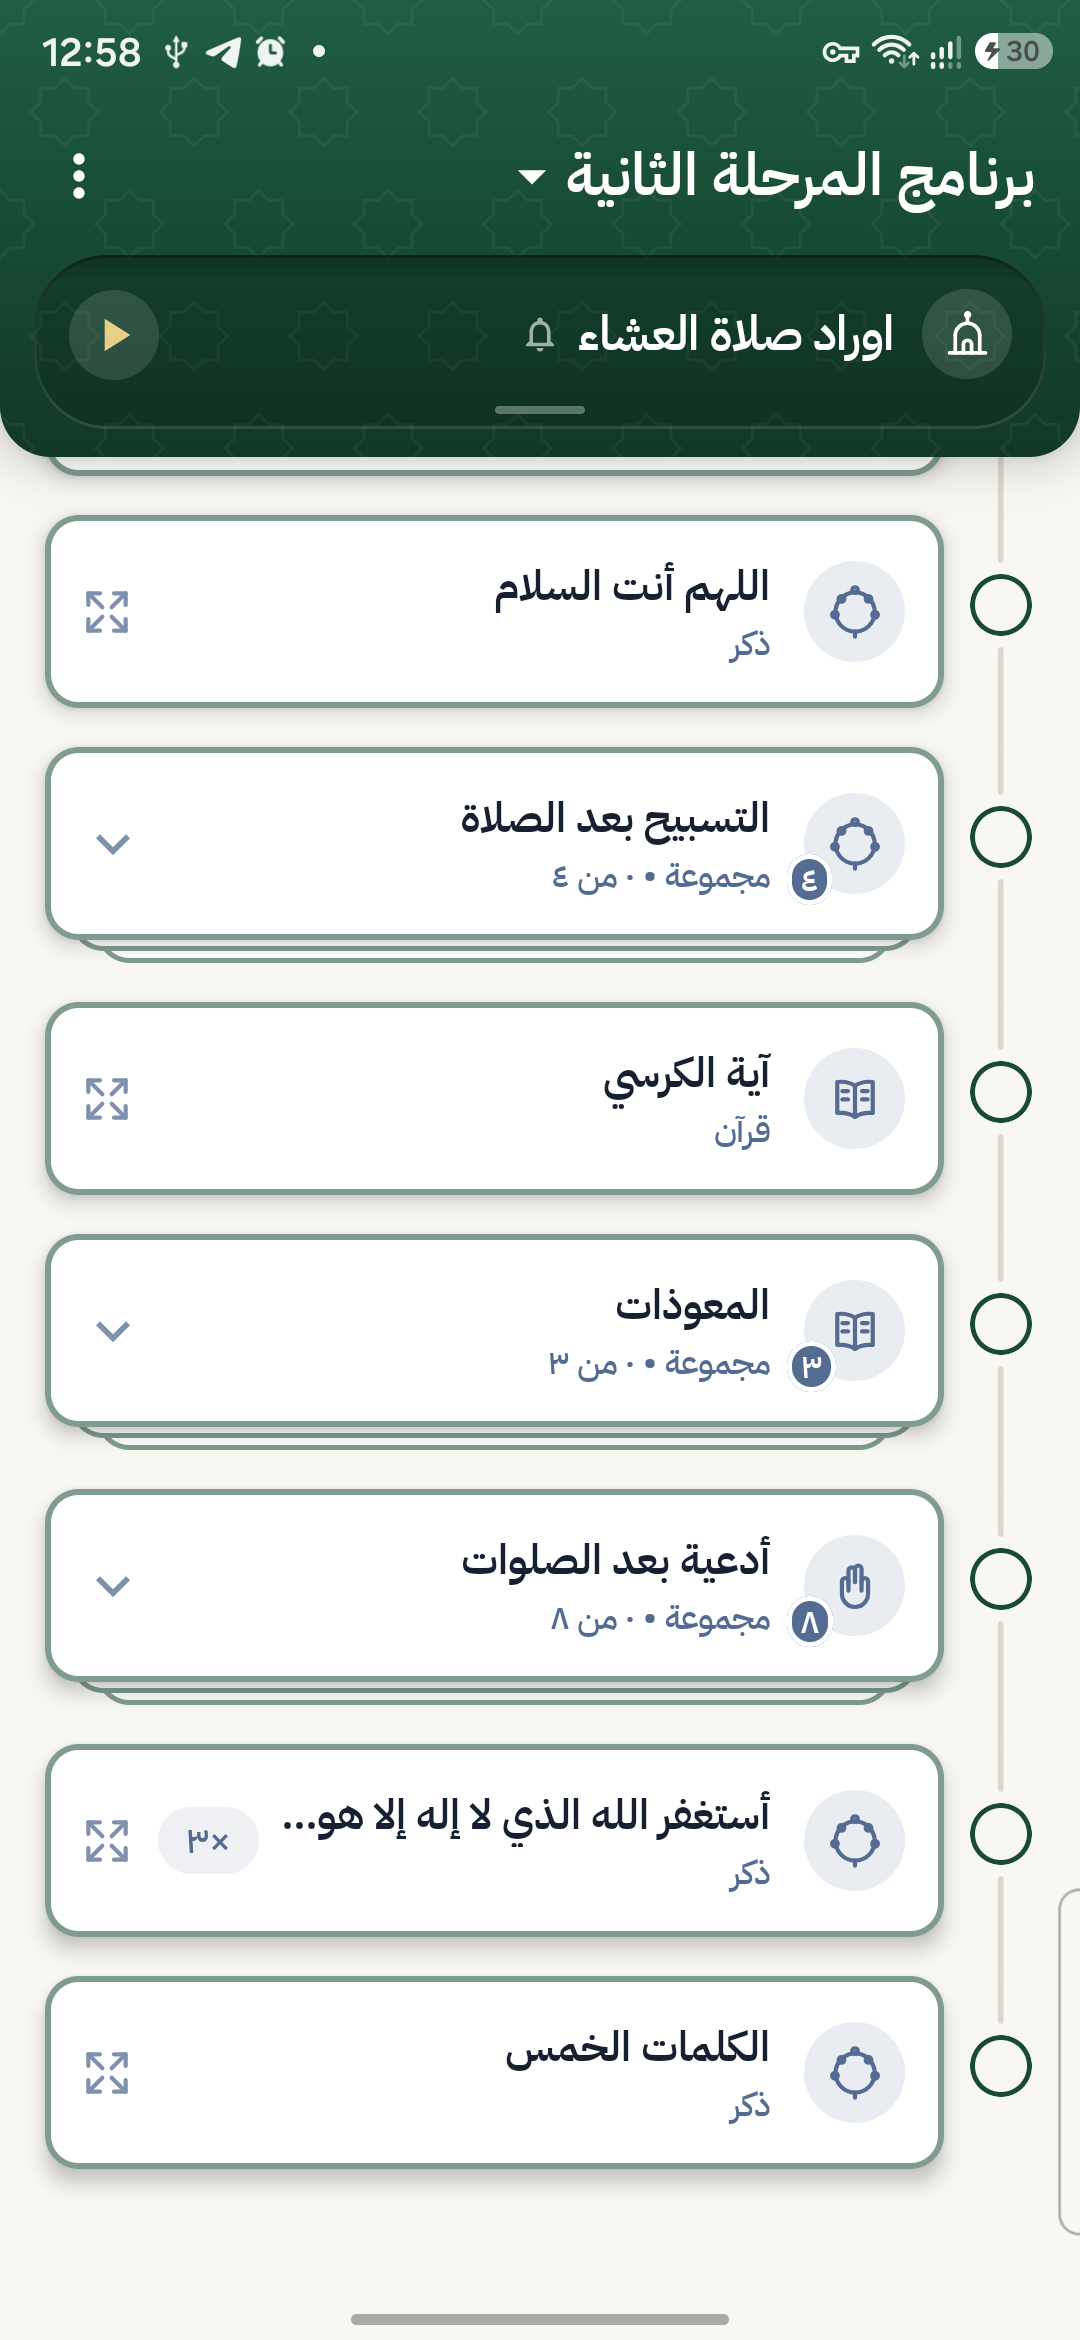 12:58
30
برنامج المرحلة الثانية
اوراد صلاة العشاء
اللهم أنت السلام
ذكر
التسبيح بعد الصلاة
مجموعة • ٠ من ٤
٤
آية الكرسي
قرآن
المعوذات
مجموعة • ٠ من ٣
٣
أدعية بعد الصلوات
مجموعة • ٠ من ٨
٨
أستغفر الله الذي لا إله إلا هو...
×٣
ذكر
الكلمات الخمس
ذكر